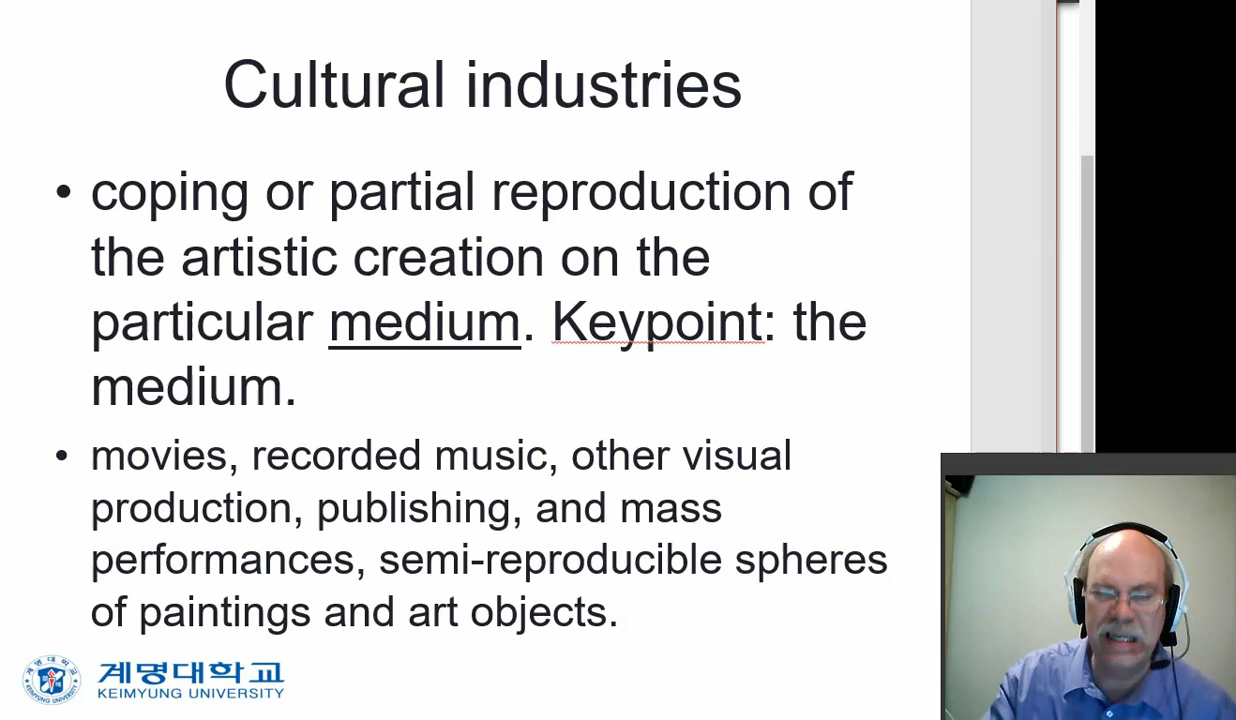 Cultural industries
• coping or partial reproduction of
the artistic creation on the
particular medium. Keypoint: the
medium.
• movies, recorded music, other visual
production, publishing, and mass
performances, semi-reproducible spheres
of paintings and art objects.
계명대학교
KEIMYUNG UNIVERSITY